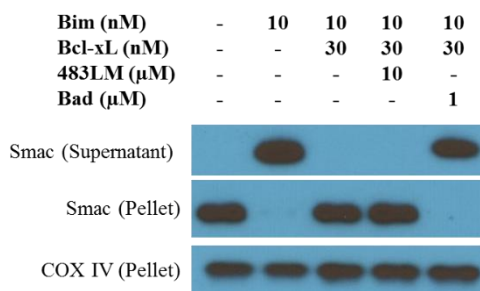 Bim (nM) - 10 10 10 10
Bcl-xL (nM) - - 30 30 30
483LM (μM) - - - 10 -
Bad (μM) - - - - 1
Smac (Supernatant)
Smac (Pellet)
COX IV (Pellet)